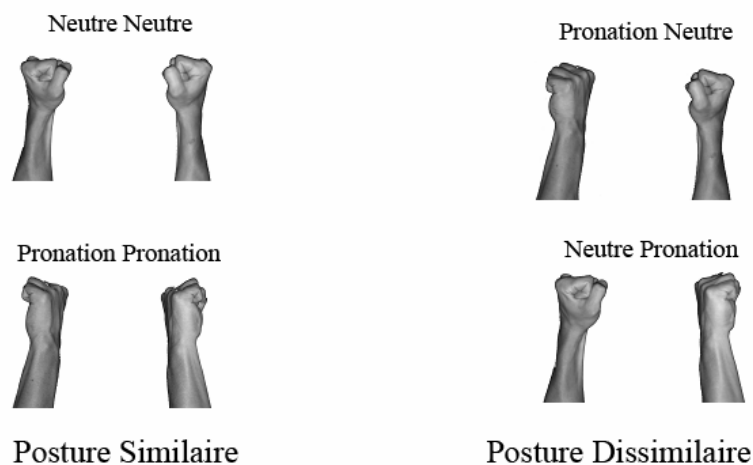 Neutre Neutre
Pronation Neutre
Pronation Pronation
Neutre Pronation
Posture Similaire
Posture Dissimilaire